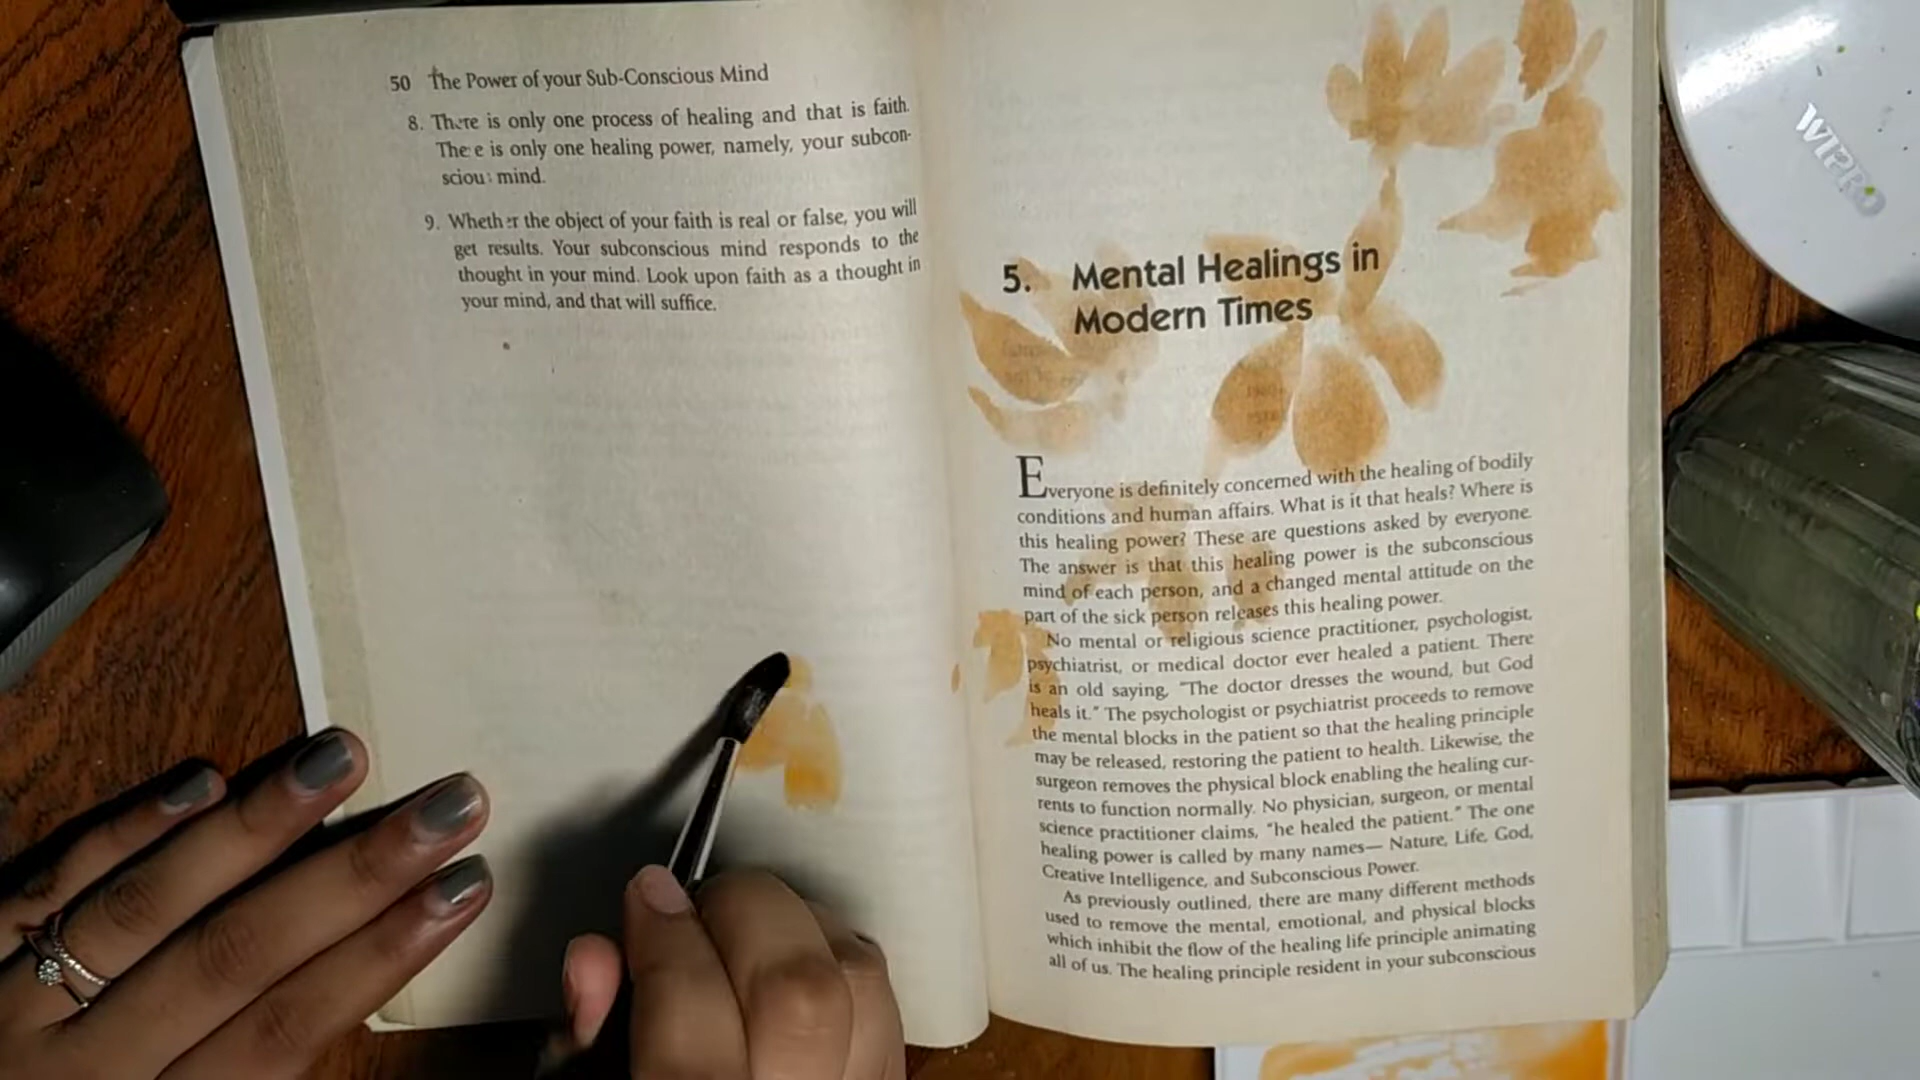 50 The Power of your Sub-Conscious Mind
8. There is only one process of healing and that is faith.
There is only one healing power, namely, your subcon-
scious mind.
9. Whether the object of your faith is real or false, you will
get results. Your subconscious mind responds to the
thought in your mind. Look upon faith as a thought in
your mind, and that will suffice.
5. Mental Healings in
Modern Times
Everyone is definitely concerned with the healing of bodily
conditions and human affairs. What is it that heals? Where is
this healing power? These are questions asked by everyone.
The answer is that this healing power is the subconscious
mind of each person, and a changed mental attitude on the
part of the sick person releases this healing power.
No mental or religious science practitioner, psychologist,
psychiatrist, or medical doctor ever healed a patient. There
is an old saying, "The doctor dresses the wound, but God
heals it." The psychologist or psychiatrist proceeds to remove
the mental blocks in the patient so that the healing principle
may be released, restoring the patient to health. Likewise, the
surgeon removes the physical block enabling the healing cur-
rents to function normally. No physician, surgeon, or mental
science practitioner claims, "he healed the patient." The one
healing power is called by many names— Nature, Life, God,
Creative Intelligence, and Subconscious Power.
As previously outlined, there are many different methods
used to remove the mental, emotional, and physical blocks
which inhibit the flow of the healing life principle animating
all of us. The healing principle resident in your subconscious
WIPRO